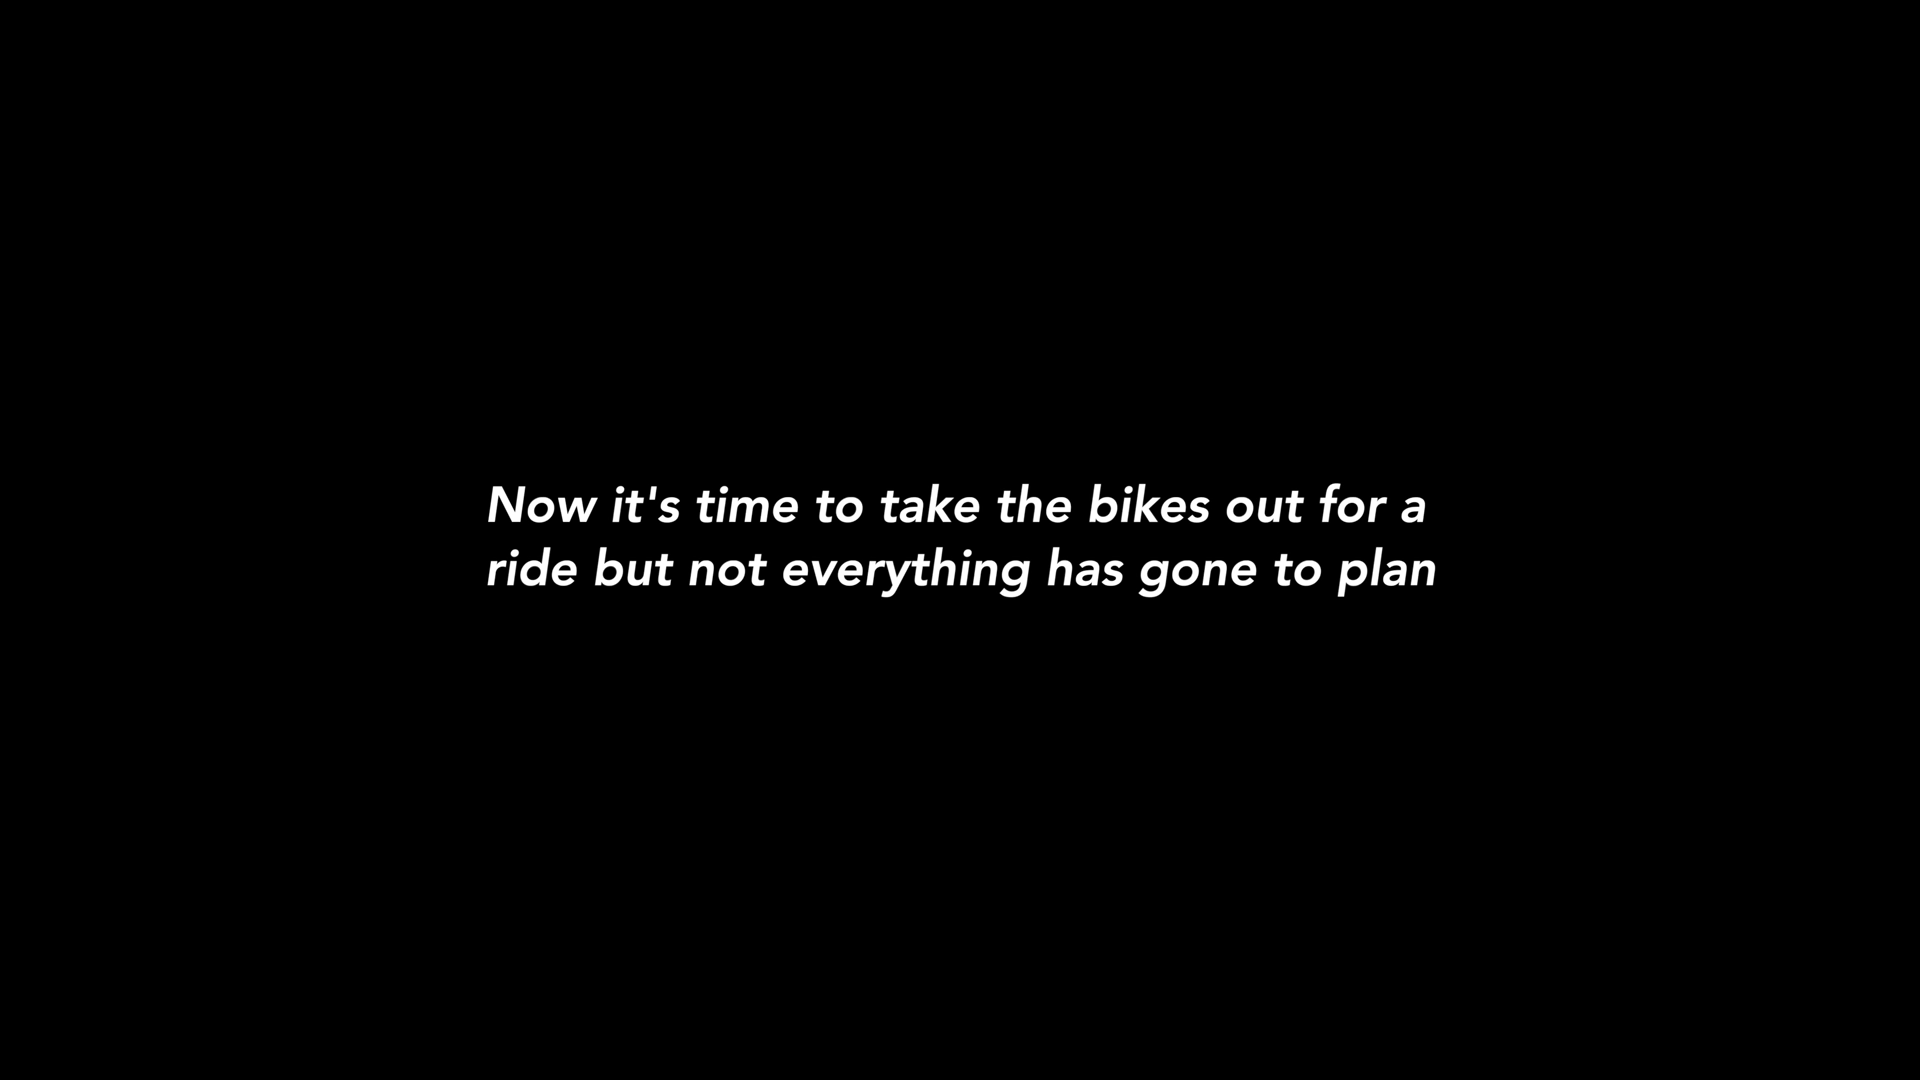 Now it's time to take the bikes out for a
ride but not everything has gone to plan